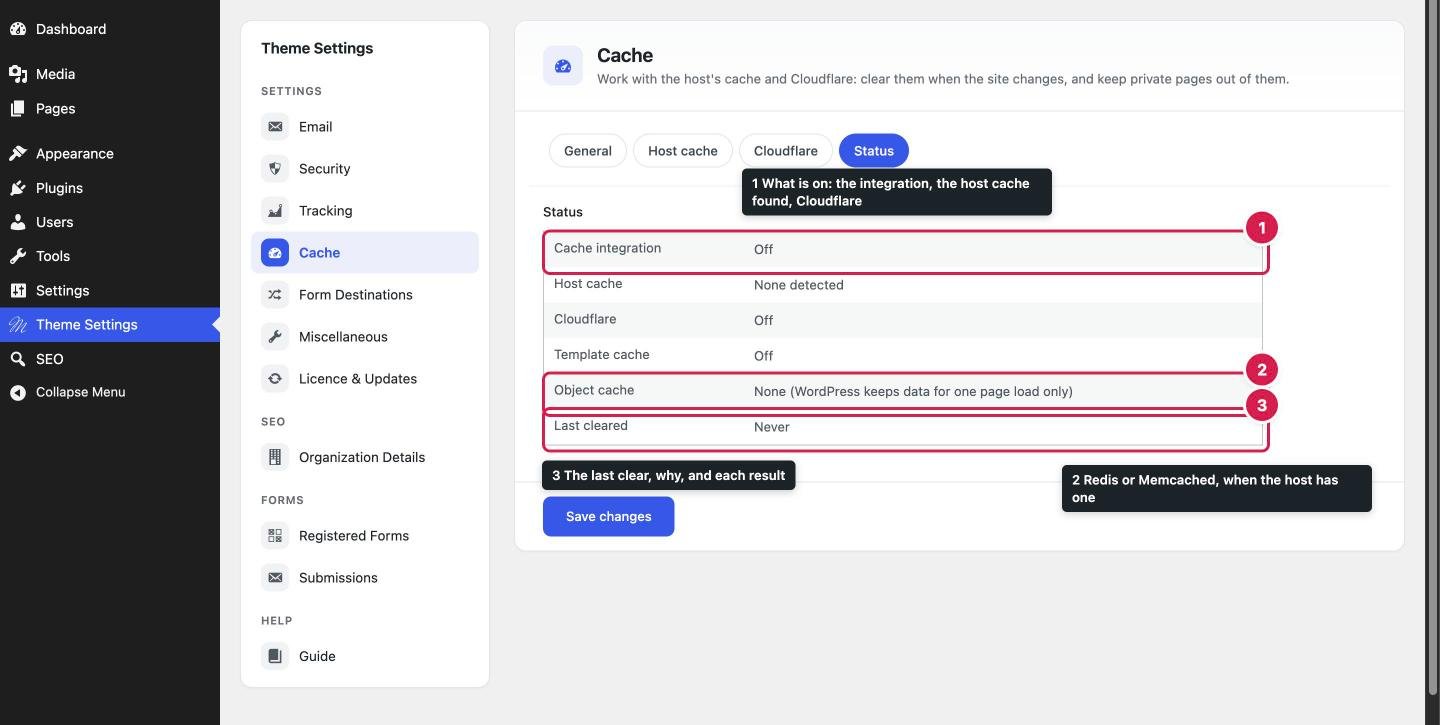 Dashboard
Media
Pages
Appearance
Plugins
Users
Tools
Settings
Theme Settings
SEO
Collapse Menu
Theme Settings
SETTINGS
Email
Security
Tracking
Cache
Form Destinations
Miscellaneous
Licence & Updates
SEO
Organization Details
FORMS
Registered Forms
Submissions
HELP
Guide
Cache
Work with the host's cache and Cloudflare: clear them when the site changes, and keep private pages out of them.
General Host cache Cloudflare Status
1 What is on: the integration, the host cache
found, Cloudflare
Status
1
Cache integration Off
Host cache None detected
Cloudflare Off
Template cache Off
2
Object cache None (WordPress keeps data for one page load only)
3
Last cleared Never
3 The last clear, why, and each result
2 Redis or Memcached, when the host has
one
Save changes